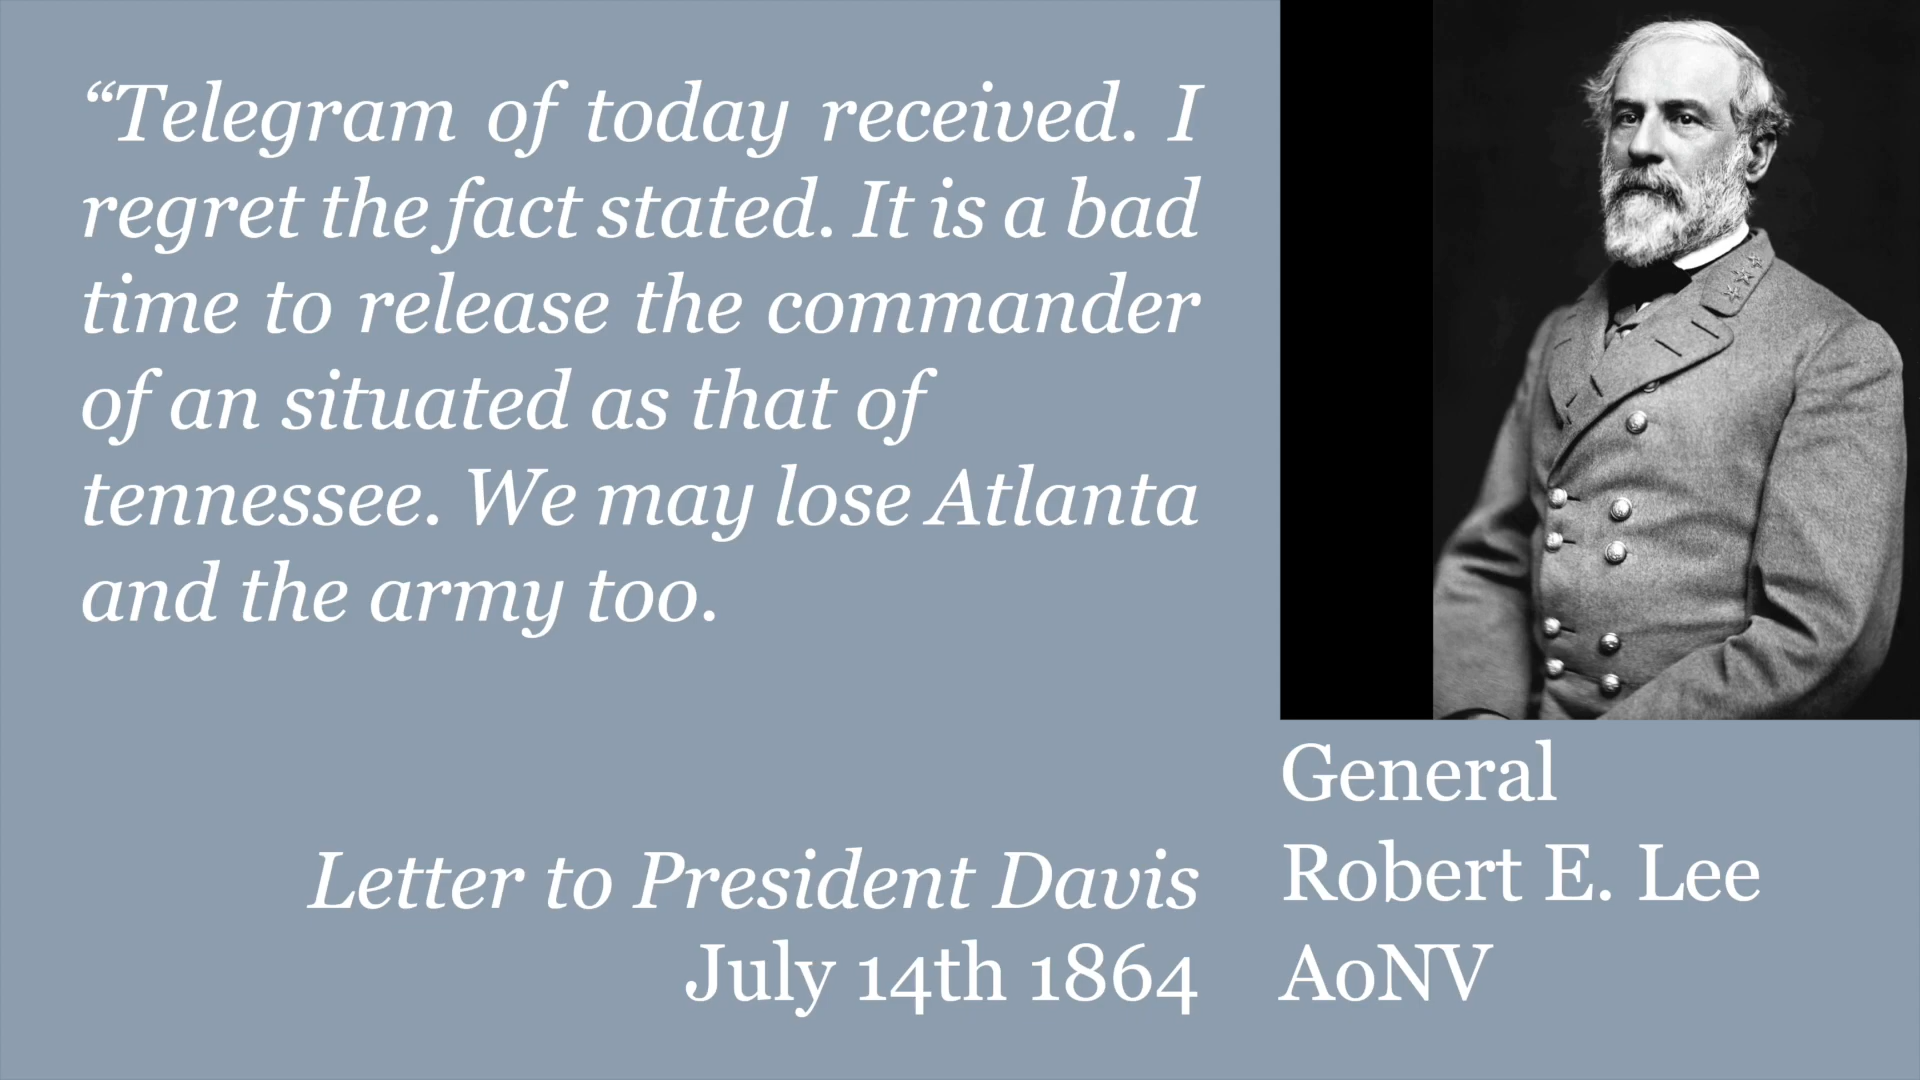 “Telegram of today received. I
regret the fact stated. It is a bad
time to release the commander
of an situated as that of
tennessee. We may lose Atlanta
and the army too.
Letter to President Davis
July 14th 1864
General
Robert E. Lee
AoNV